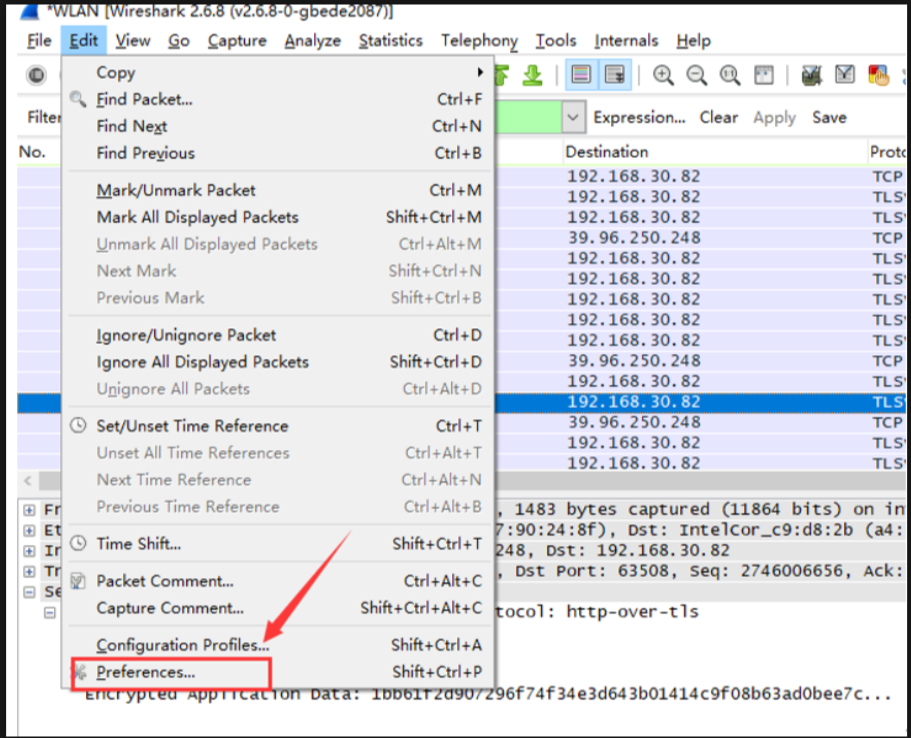 *WLAN [Wireshark 2.6.8 (v2.6.8-0-gbede2087)]
File Edit View Go Capture Analyze Statistics Telephony Tools Internals Help
Filter Expression... Clear Apply Save
No. Destination Proto
Copy
Find Packet... Ctrl+F
Find Next Ctrl+N
Find Previous Ctrl+B
Mark/Unmark Packet Ctrl+M
Mark All Displayed Packets Shift+Ctrl+M
Unmark All Displayed Packets Ctrl+Alt+M
Next Mark Shift+Ctrl+N
Previous Mark Shift+Ctrl+B
Ignore/Unignore Packet Ctrl+D
Ignore All Displayed Packets Shift+Ctrl+D
Unignore All Packets Ctrl+Alt+D
Set/Unset Time Reference Ctrl+T
Unset All Time References Ctrl+Alt+T
Next Time Reference Ctrl+Alt+N
Previous Time Reference Ctrl+Alt+B
Time Shift... Shift+Ctrl+T
Packet Comment... Ctrl+Alt+C
Capture Comment... Shift+Ctrl+Alt+C
Configuration Profiles... Shift+Ctrl+A
Preferences... Shift+Ctrl+P
192.168.30.82 TCP
192.168.30.82 TLS
192.168.30.82 TLS
39.96.250.248 TCP
192.168.30.82 TLS
192.168.30.82 TLS
192.168.30.82 TLS
192.168.30.82 TLS
192.168.30.82 TLS
39.96.250.248 TCP
192.168.30.82 TLS
192.168.30.82 TLS
39.96.250.248 TCP
192.168.30.82 TLS
192.168.30.82 TLS
Fr , 1483 bytes captured (11864 bits) on in
Et 7:90:24:8f), Dst: IntelCor_c9:d8:2b (a4:
In 248, Dst: 192.168.30.82
Tr , Dst Port: 63508, Seq: 2746006656, Ack:
Se
tocol: http-over-tls
Encrypted Application Data: 1bb61f2d907296f74f34e3d643b01414c9f08b63ad0bee7c...